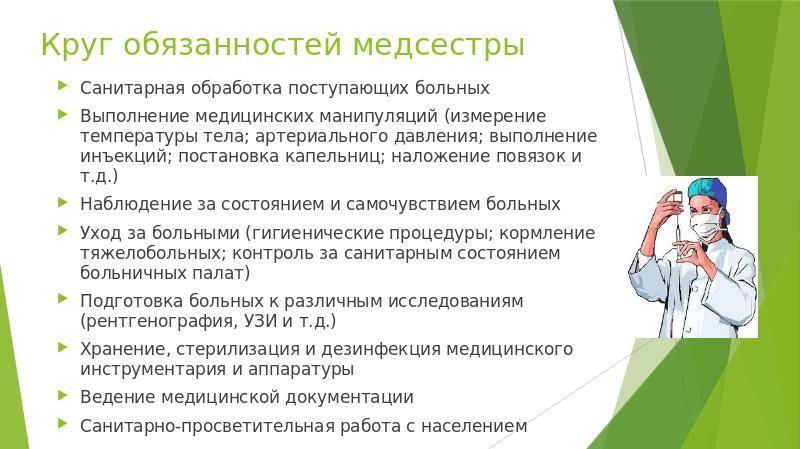 Круг обязанностей медсестры
Санитарная обработка поступающих больных
Выполнение медицинских манипуляций (измерение
температуры тела; артериального давления; выполнение
инъекций; постановка капельниц; наложение повязок и
т.д.)
Наблюдение за состоянием и самочувствием больных
Уход за больными (гигиенические процедуры; кормление
тяжелобольных; контроль за санитарным состоянием
больничных палат)
Подготовка больных к различным исследованиям
(рентгенография, УЗИ и т.д.)
Хранение, стерилизация и дезинфекция медицинского
инструментария и аппаратуры
Ведение медицинской документации
Санитарно-просветительная работа с населением